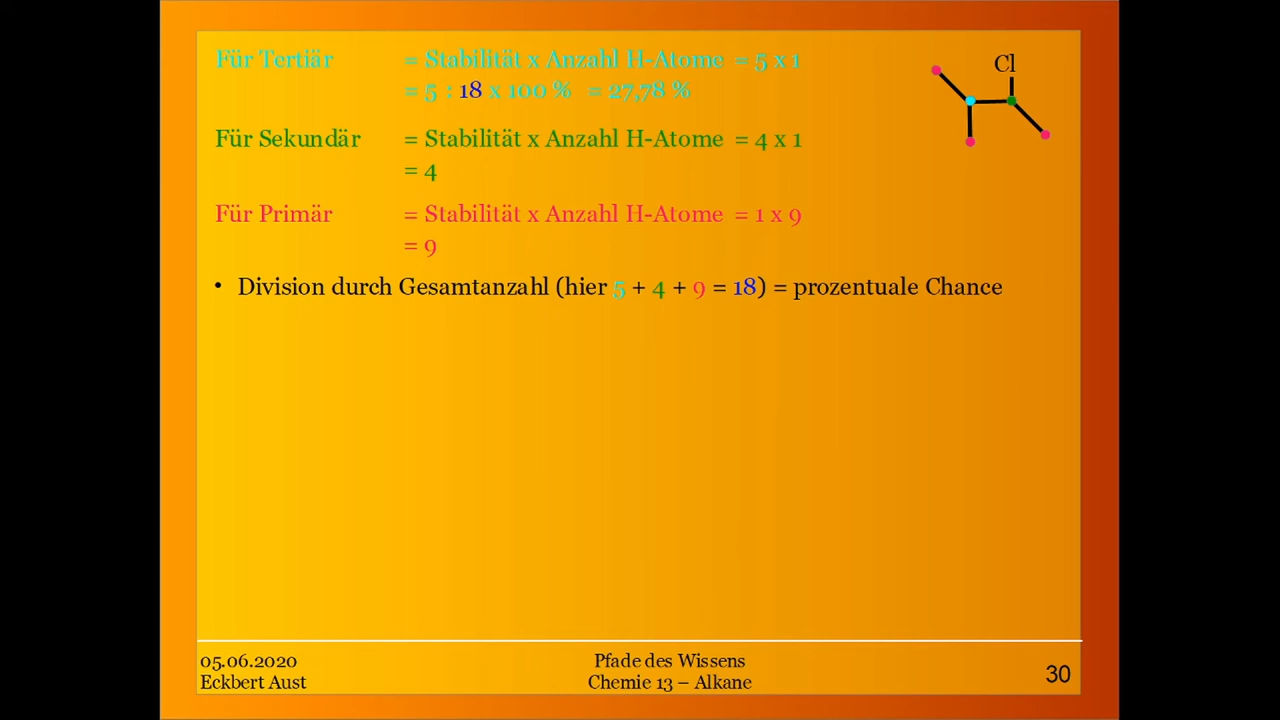 Für Tertiär = Stabilität x Anzahl H-Atome = 5 x 1
= 5 : 18 x 100 % = 27,78 %
Für Sekundär = Stabilität x Anzahl H-Atome = 4 x 1
= 4
Für Primär = Stabilität x Anzahl H-Atome = 1 x 9
= 9
• Division durch Gesamtanzahl (hier 5 + 4 + 9 = 18) = prozentuale Chance
Cl
05.06.2020
Eckbert Aust
Pfade des Wissens
Chemie 13 – Alkane
30